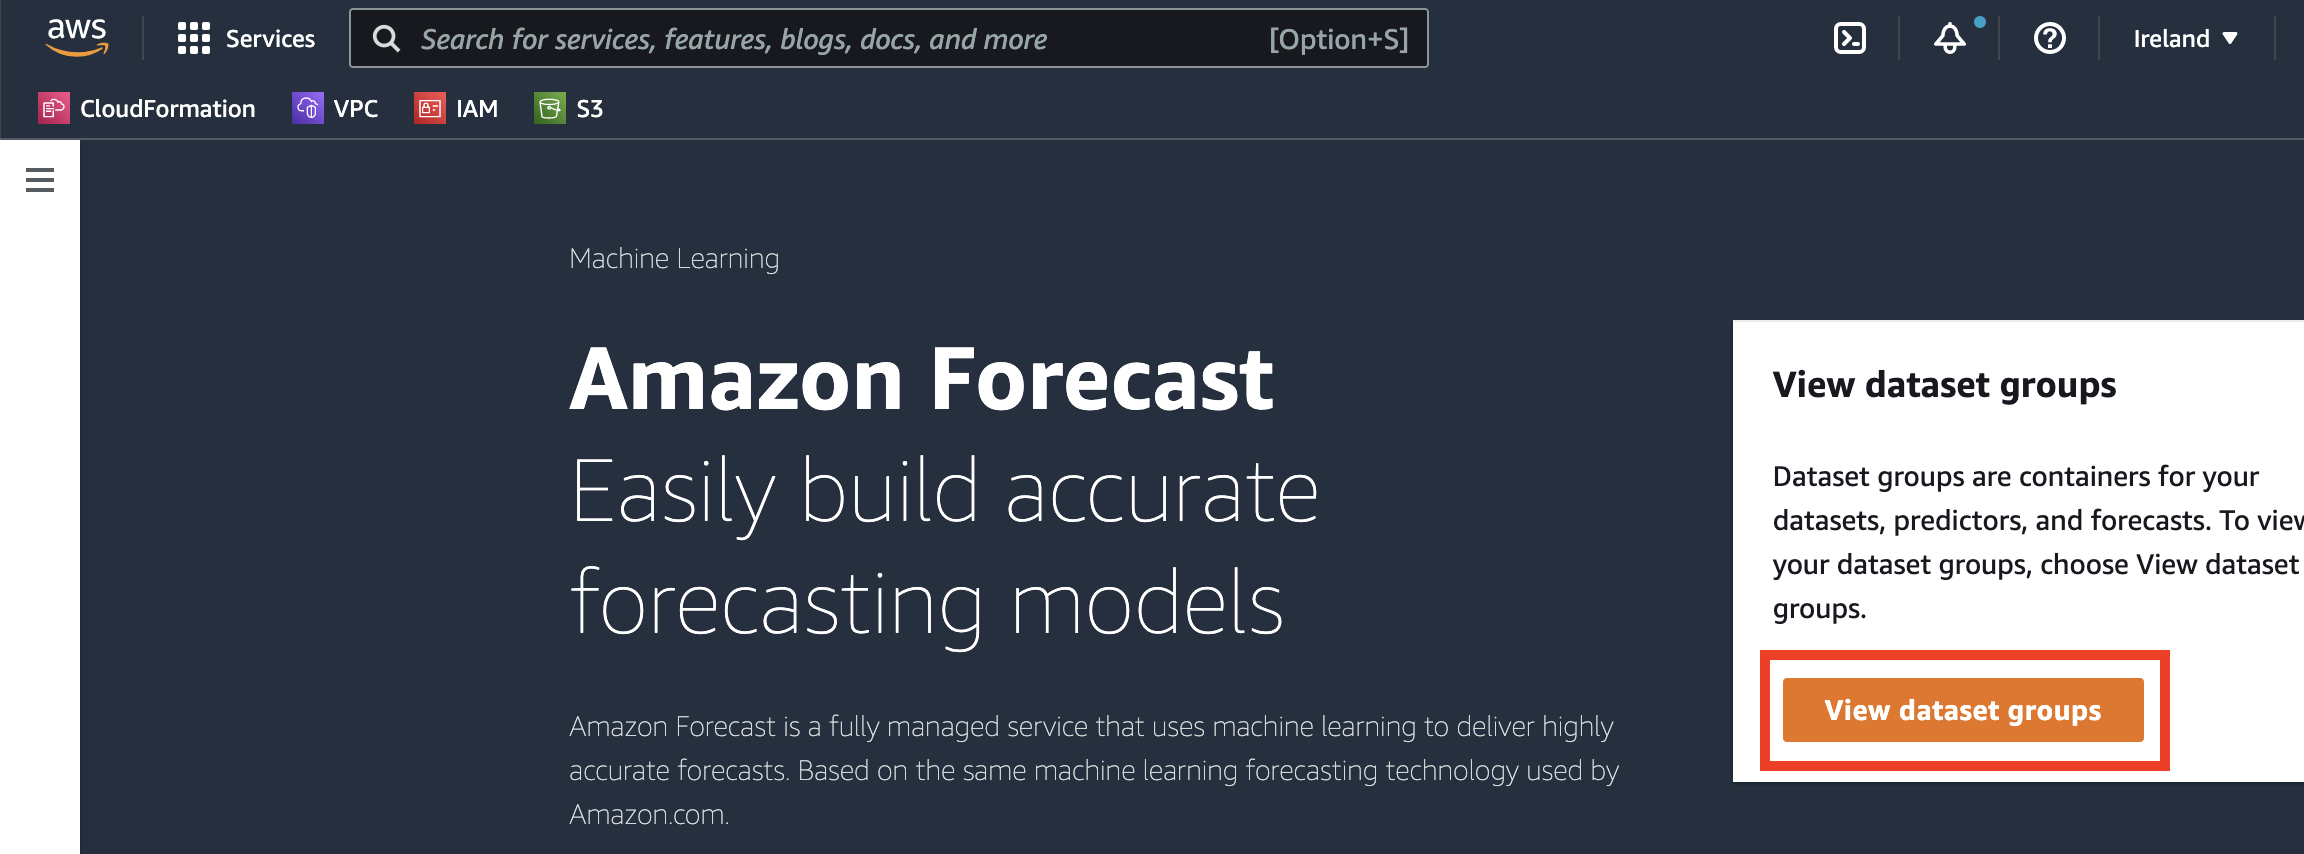 aws
Services
Search for services, features, blogs, docs, and more
[Option+S]
Ireland
CloudFormation
VPC
IAM
S3
Machine Learning
Amazon Forecast
Easily build accurate
forecasting models
Amazon Forecast is a fully managed service that uses machine learning to deliver highly
accurate forecasts. Based on the same machine learning forecasting technology used by
Amazon.com.
View dataset groups
Dataset groups are containers for your
datasets, predictors, and forecasts. To view
your dataset groups, choose View dataset
groups.
View dataset groups